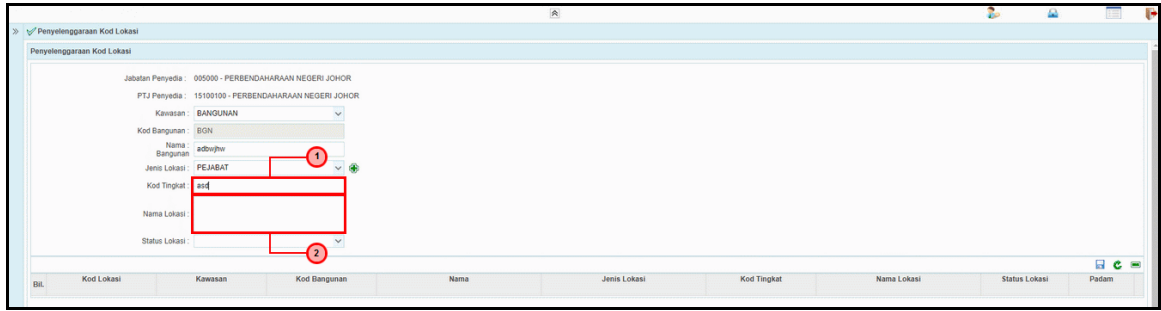 Penyelenggaraan Kod Lokasi
Penyelenggaraan Kod Lokasi
Jabatan Penyedia : 005000 - PERBENDAHARAAN NEGERI JOHOR
PTJ Penyedia : 15100100 - PERBENDAHARAAN NEGERI JOHOR
Kawasan : BANGUNAN
Kod Bangunan : BGN
Nama : Bangunan adbwjhw
1
Jenis Lokasi : PEJABAT
Kod Tingkat : asd
Nama Lokasi :
Status Lokasi :
2
Bil. Kod Lokasi Kawasan Kod Bangunan Nama Jenis Lokasi Kod Tingkat Nama Lokasi Status Lokasi Padam